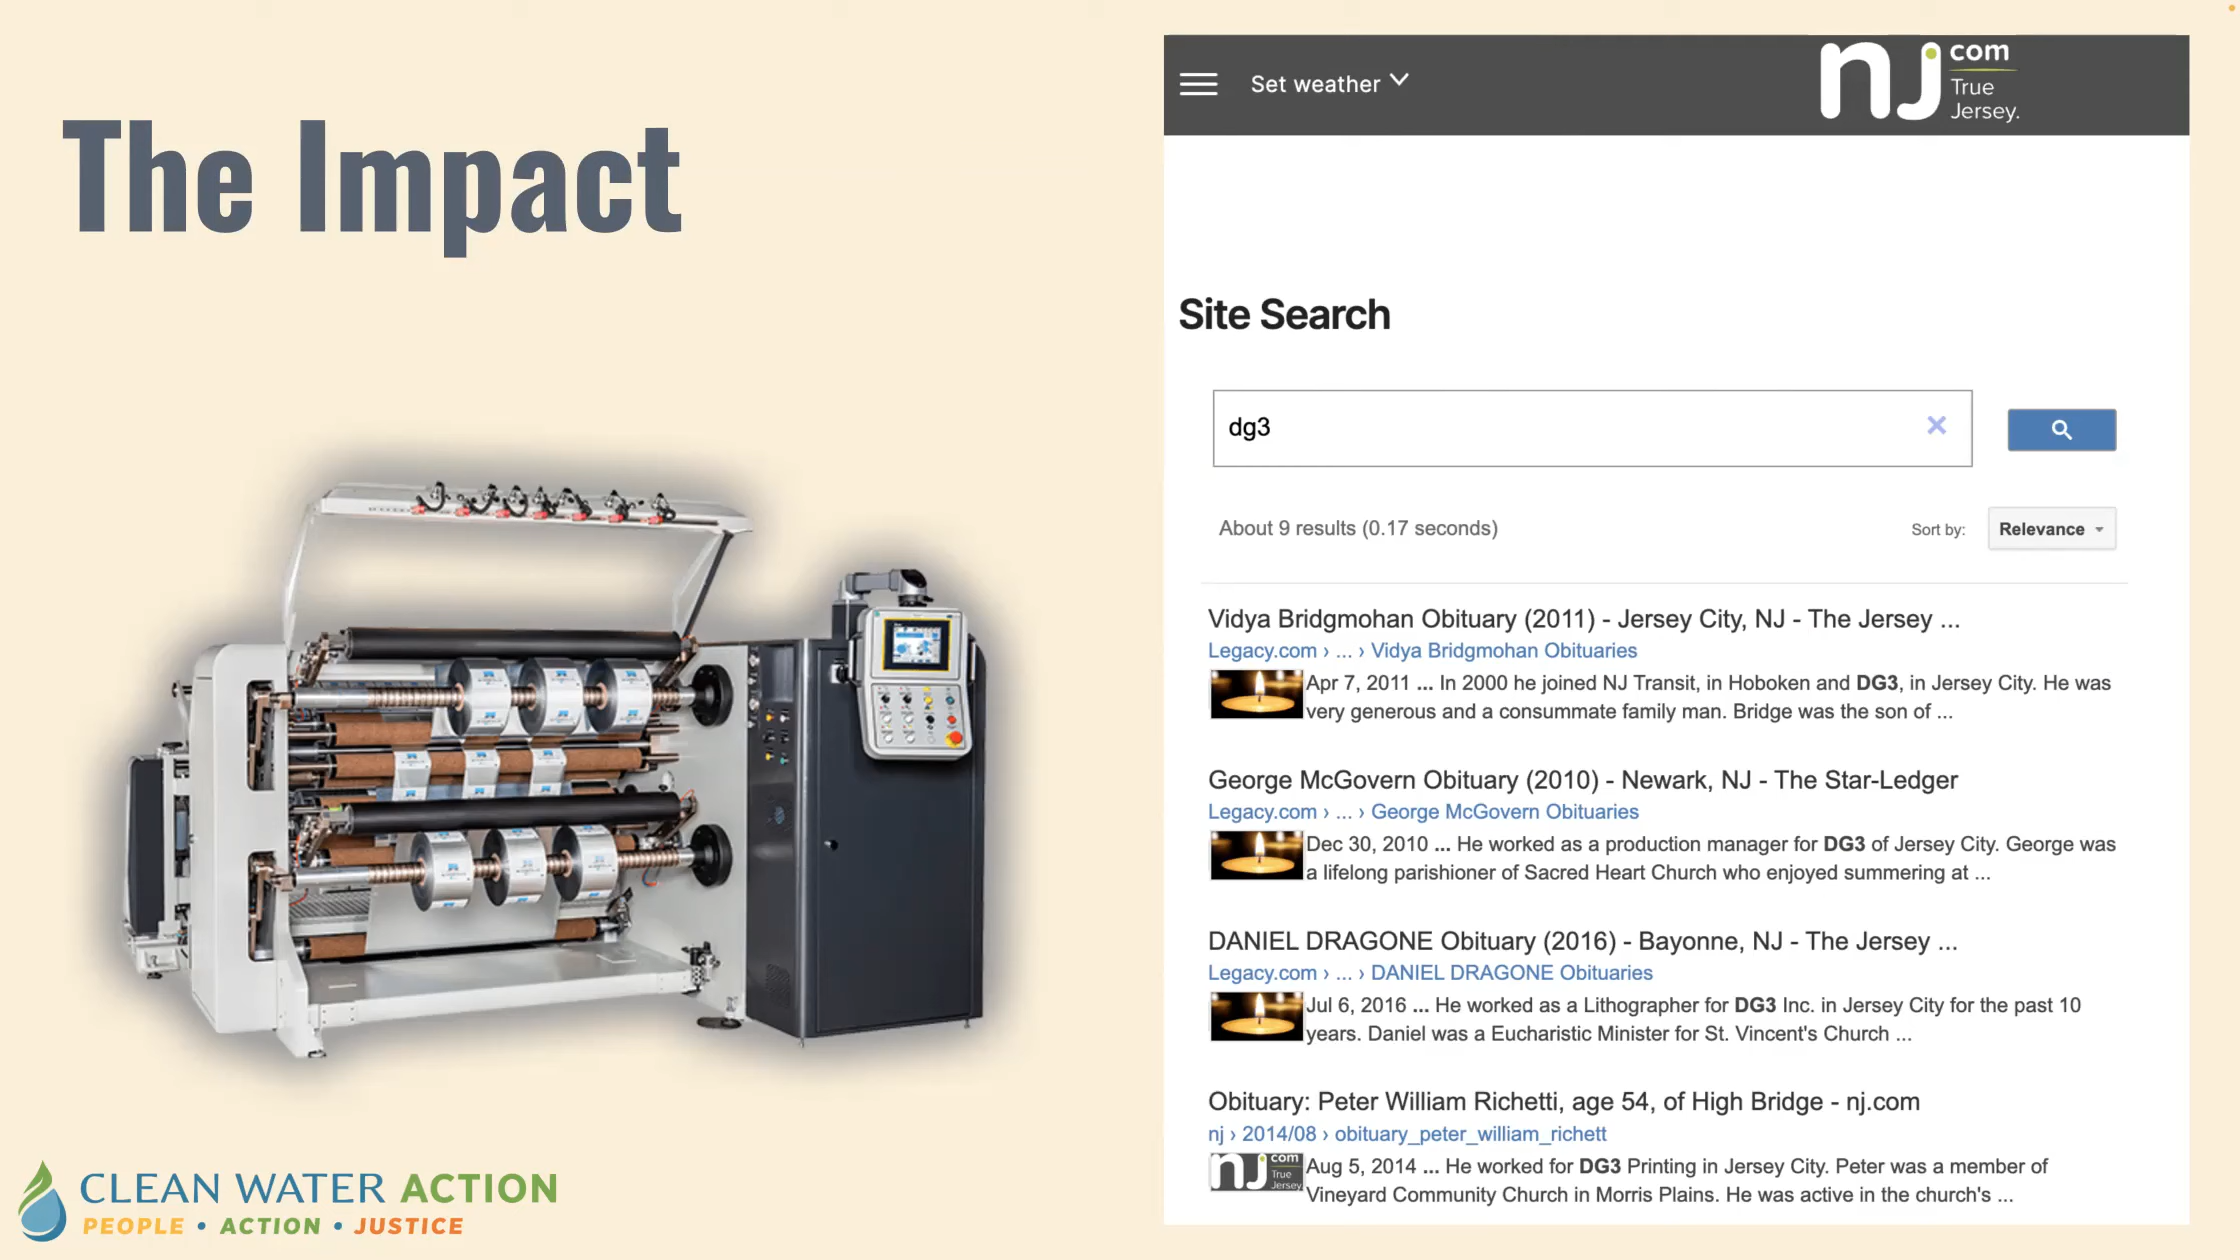 The Impact
CLEAN WATER ACTION
PEOPLE • ACTION • JUSTICE
Set weather
nj com
True
Jersey.
Site Search
dg3
About 9 results (0.17 seconds)
Sort by:
Relevance
Vidya Bridgmohan Obituary (2011) - Jersey City, NJ - The Jersey ...
Legacy.com › ... › Vidya Bridgmohan Obituaries
Apr 7, 2011 ... In 2000 he joined NJ Transit, in Hoboken and DG3, in Jersey City. He was
very generous and a consummate family man. Bridge was the son of ...
George McGovern Obituary (2010) - Newark, NJ - The Star-Ledger
Legacy.com › ... › George McGovern Obituaries
Dec 30, 2010 ... He worked as a production manager for DG3 of Jersey City. George was
a lifelong parishioner of Sacred Heart Church who enjoyed summering at ...
DANIEL DRAGONE Obituary (2016) - Bayonne, NJ - The Jersey ...
Legacy.com › ... › DANIEL DRAGONE Obituaries
Jul 6, 2016 ... He worked as a Lithographer for DG3 Inc. in Jersey City for the past 10
years. Daniel was a Eucharistic Minister for St. Vincent's Church ...
Obituary: Peter William Richetti, age 54, of High Bridge - nj.com
nj › 2014/08 › obituary_peter_william_richett
nj com
True
Jersey
Aug 5, 2014 ... He worked for DG3 Printing in Jersey City. Peter was a member of
Vineyard Community Church in Morris Plains. He was active in the church's ...